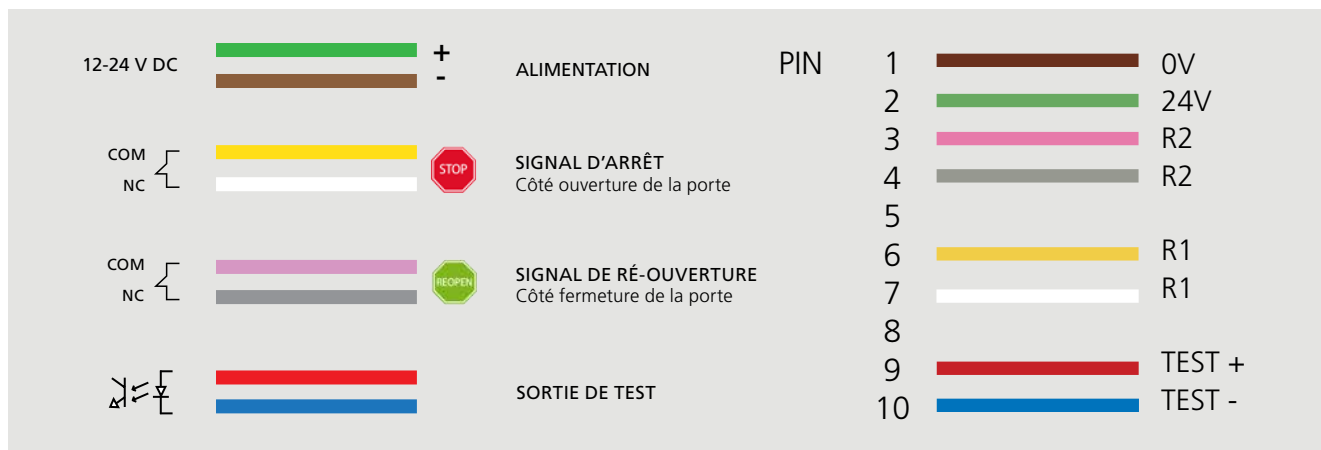 12-24 V DC
+
-
ALIMENTATION
COM
NC
STOP
SIGNAL D'ARRÊT
Côté ouverture de la porte
COM
NC
REOPEN
SIGNAL DE RÉ-OUVERTURE
Côté fermeture de la porte
SORTIE DE TEST
PIN
1 0V
2 24V
3 R2
4 R2
5
6 R1
7 R1
8
9 TEST +
10 TEST -